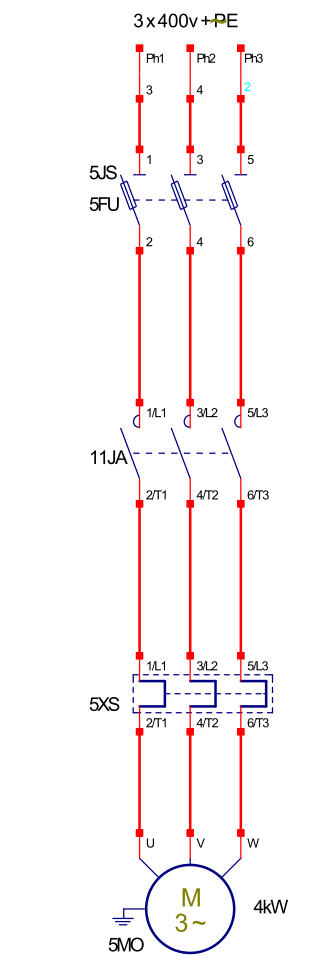 3 x 400v + PE
~
Ph1 Ph2 Ph3
3 4 2
1 3 5
5JS
5FU
2 4 6
1/L1 3/L2 5/L3
11JA
2/T1 4/T2 6/T3
1/L1 3/L2 5/L3
5XS
2/T1 4/T2 6/T3
U V W
M
3 ~
4kW
5MO